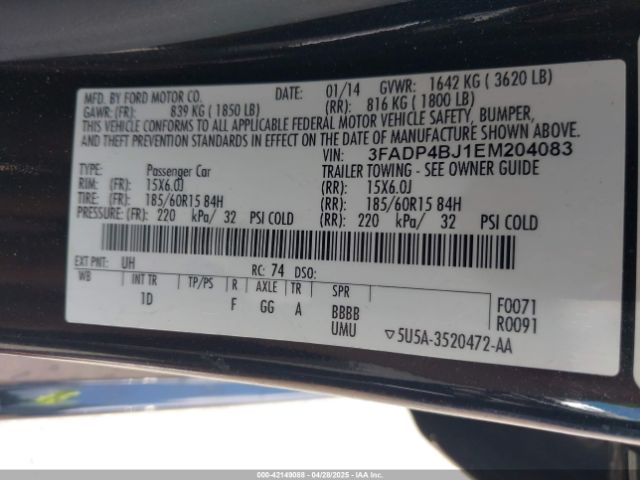 MFD. BY FORD MOTOR CO. DATE: 01/14 GVWR: 1642 KG ( 3620 LB)
GAWR: (FR): 839 KG ( 1850 LB) (RR): 816 KG ( 1800 LB)
THIS VEHICLE CONFORMS TO ALL APPLICABLE FEDERAL MOTOR VEHICLE SAFETY, BUMPER,
AND THEFT PREVENTION STANDARDS IN EFFECT ON THE DATE OF MANUFACTURE SHOWN ABOVE.
VIN: 3FADP4BJ1EM204083
TYPE: Passenger Car TRAILER TOWING - SEE OWNER GUIDE
RIM: (FR): 15X6.0J (RR): 15X6.0J
TIRE: (FR): 185/60R15 84H (RR): 185/60R15 84H
PRESSURE: (FR): 220 kPa/ 32 PSI COLD (RR): 220 kPa/ 32 PSI COLD
EXT PNT: UH RC: 74 DSO:
WB INT TR TP/PS R AXLE TR SPR
1D F GG A BBBB F0071
UMU R0091
▽5U5A-3520472-AA
000-42149088 04/28/2025 IAAI.com